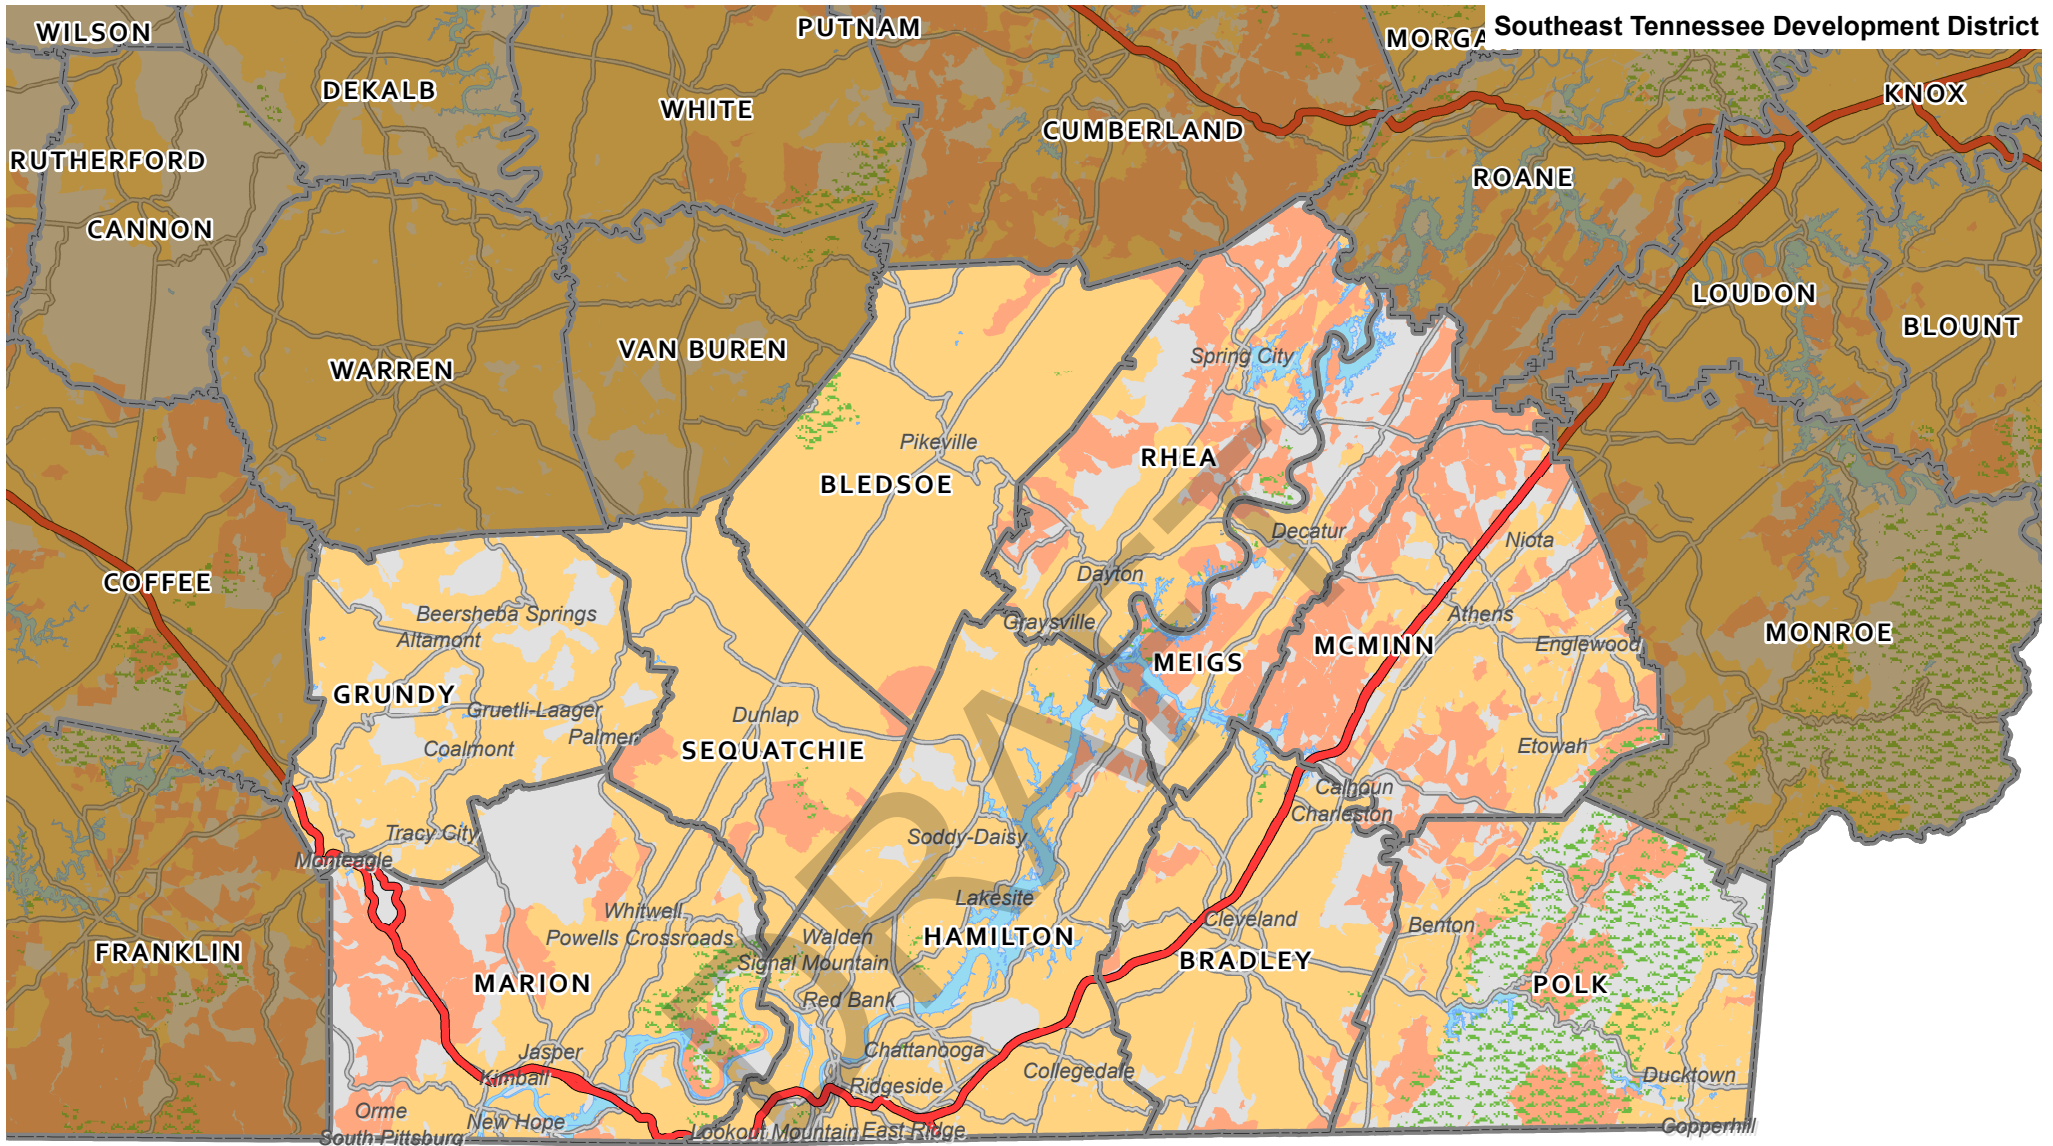 Southeast Tennessee Development District
WILSON
PUTNAM
MORGA
DEKALB
WHITE
KNOX
CUMBERLAND
RUTHERFORD
ROANE
CANNON
LOUDON
BLOUNT
VAN BUREN
WARREN
Spring City
Pikeville
RHEA
BLEDSOE
Decatur
Niota
COFFEE
Dayton
Beersheba Springs
Altamont
Graysville
Athens
Englewood
MONROE
MCMINN
MEIGS
GRUNDY
Gruetli-Laager
Palmer
Dunlap
Coalmont
SEQUATCHIE
Etowah
Calhoun
Charleston
Tracy City
Soddy-Daisy
Monteagle
Lakesite
Whitwell
Powells Crossroads
Walden
Signal Mountain
HAMILTON
Cleveland
Benton
FRANKLIN
BRADLEY
MARION
POLK
Red Bank
DRAFT
Jasper
Chattanooga
Kimball
Ridgeside
Collegedale
Ducktown
Orme
New Hope
South Pittsburg
Lookout Mountain
East Ridge
Copperhill